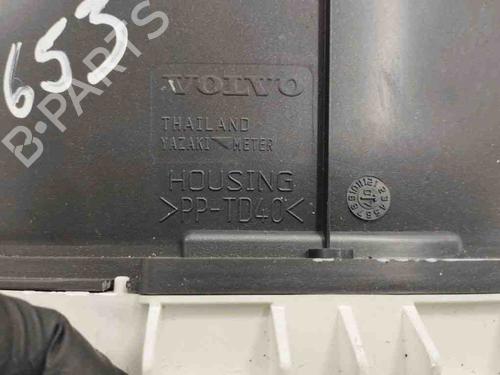 653
B-PARTS
VOLVO
THAILAND
YAZAKI METER
HOUSING
>PP-TD40<